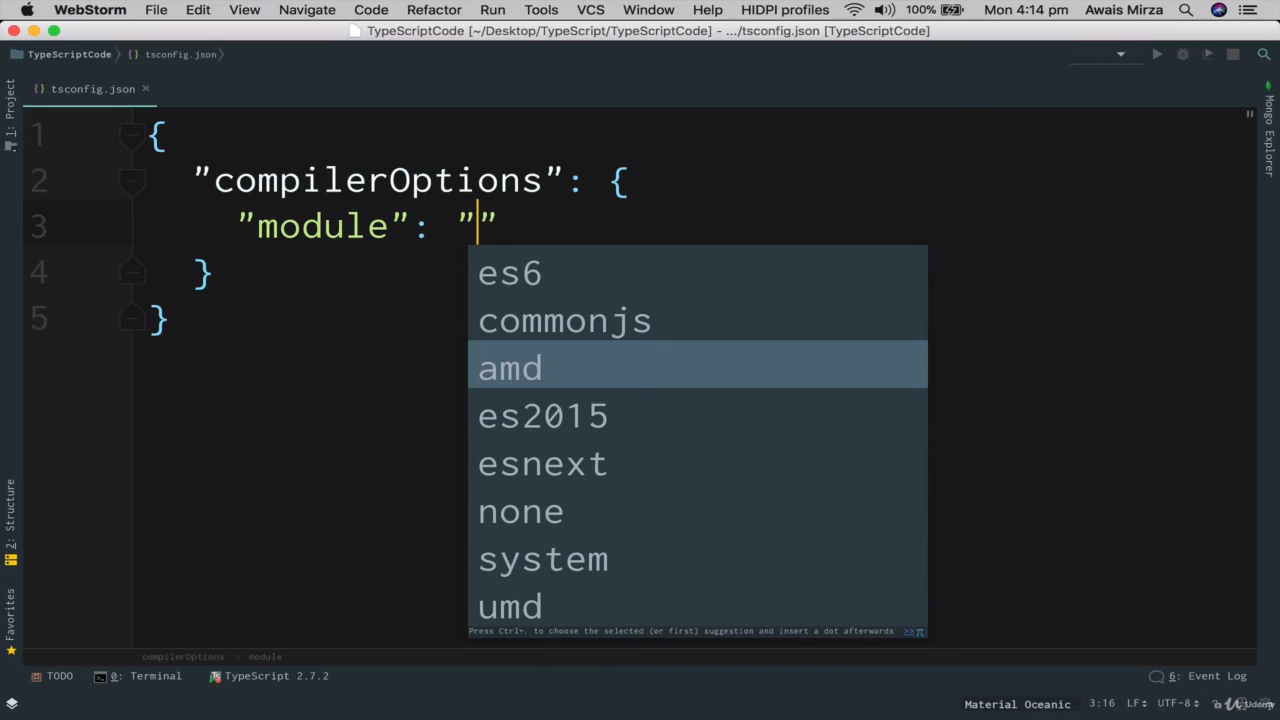 WebStorm File Edit View Navigate Code Refactor Run Tools VCS Window Help HIDPI profiles 100% Mon 4:14 pm Awais Mirza
TypeScriptCode [~/Desktop/TypeScript/TypeScriptCode] - .../tsconfig.json [TypeScriptCode]
TypeScriptCode tsconfig.json
tsconfig.json
1: Project
Mongo Explorer
1 {
2 "compilerOptions": {
3 "module": ""
4 }
5 }
es6
commonjs
amd
es2015
esnext
none
system
umd
Press Ctrl+. to choose the selected (or first) suggestion and insert a dot afterwards >> π
2: Structure
Favorites
compilerOptions › module
TODO 0: Terminal TypeScript 2.7.2 6: Event Log
Material Oceanic 3:16 LF UTF-8
Udemy